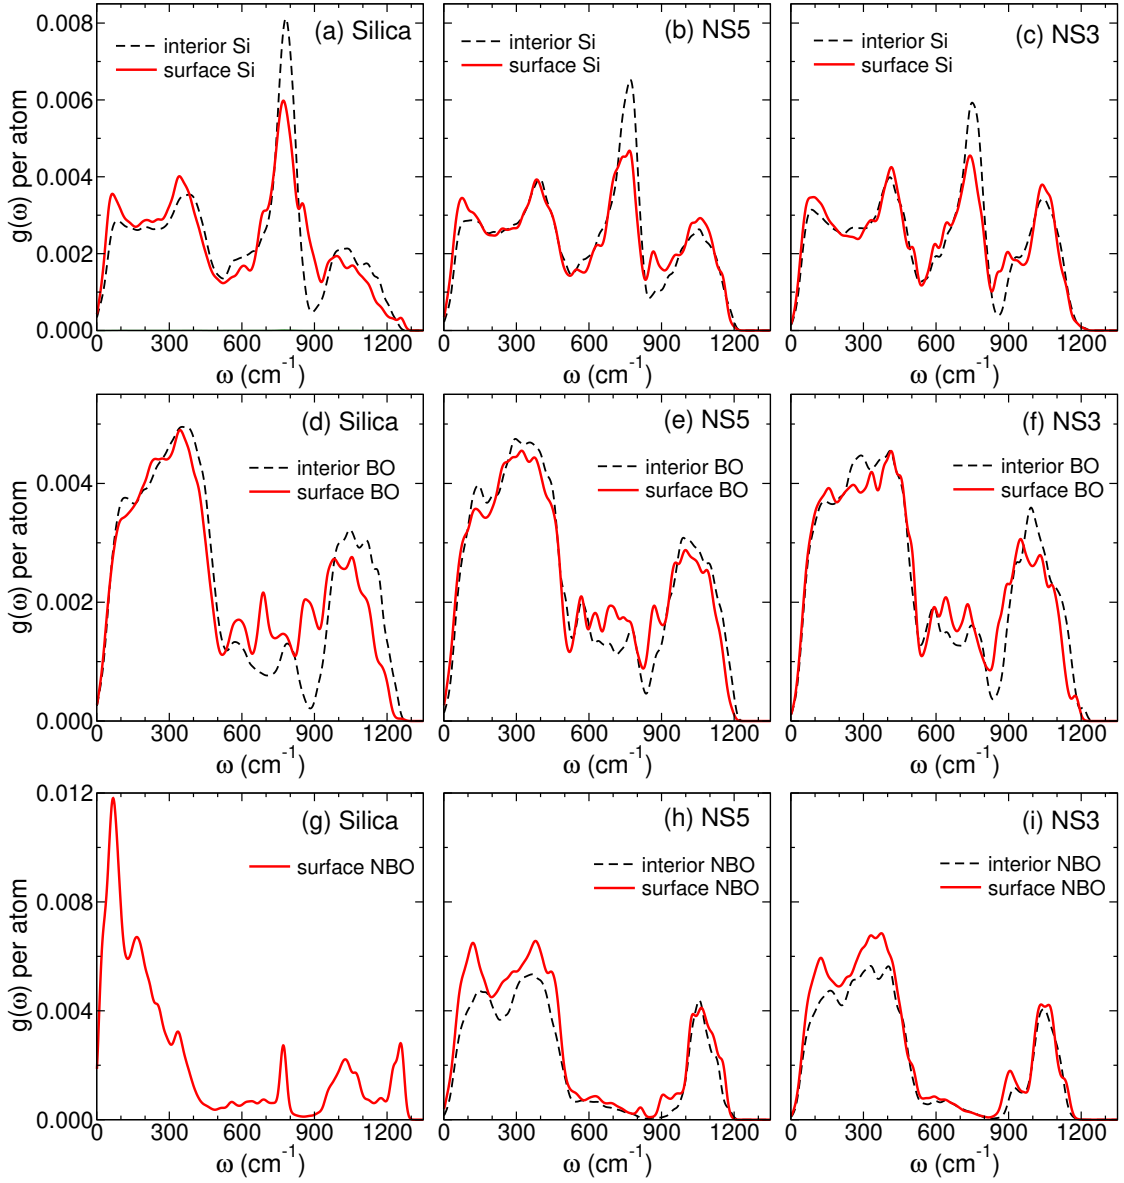 (a) Silica
interior Si
surface Si
(b) NS5
interior Si
surface Si
(c) NS3
interior Si
surface Si
g(ω) per atom
0.008
0.006
0.004
0.002
0.000
0 300 600 900 1200
0 300 600 900 1200
0 300 600 900 1200
ω (cm-1)
ω (cm-1)
ω (cm-1)
(d) Silica
interior BO
surface BO
(e) NS5
interior BO
surface BO
(f) NS3
interior BO
surface BO
g(ω) per atom
0.004
0.002
0.000
0 300 600 900 1200
0 300 600 900 1200
0 300 600 900 1200
ω (cm-1)
ω (cm-1)
ω (cm-1)
(g) Silica
surface NBO
(h) NS5
interior NBO
surface NBO
(i) NS3
interior NBO
surface NBO
g(ω) per atom
0.012
0.008
0.004
0.000
0 300 600 900 1200
0 300 600 900 1200
0 300 600 900 1200
ω (cm-1)
ω (cm-1)
ω (cm-1)